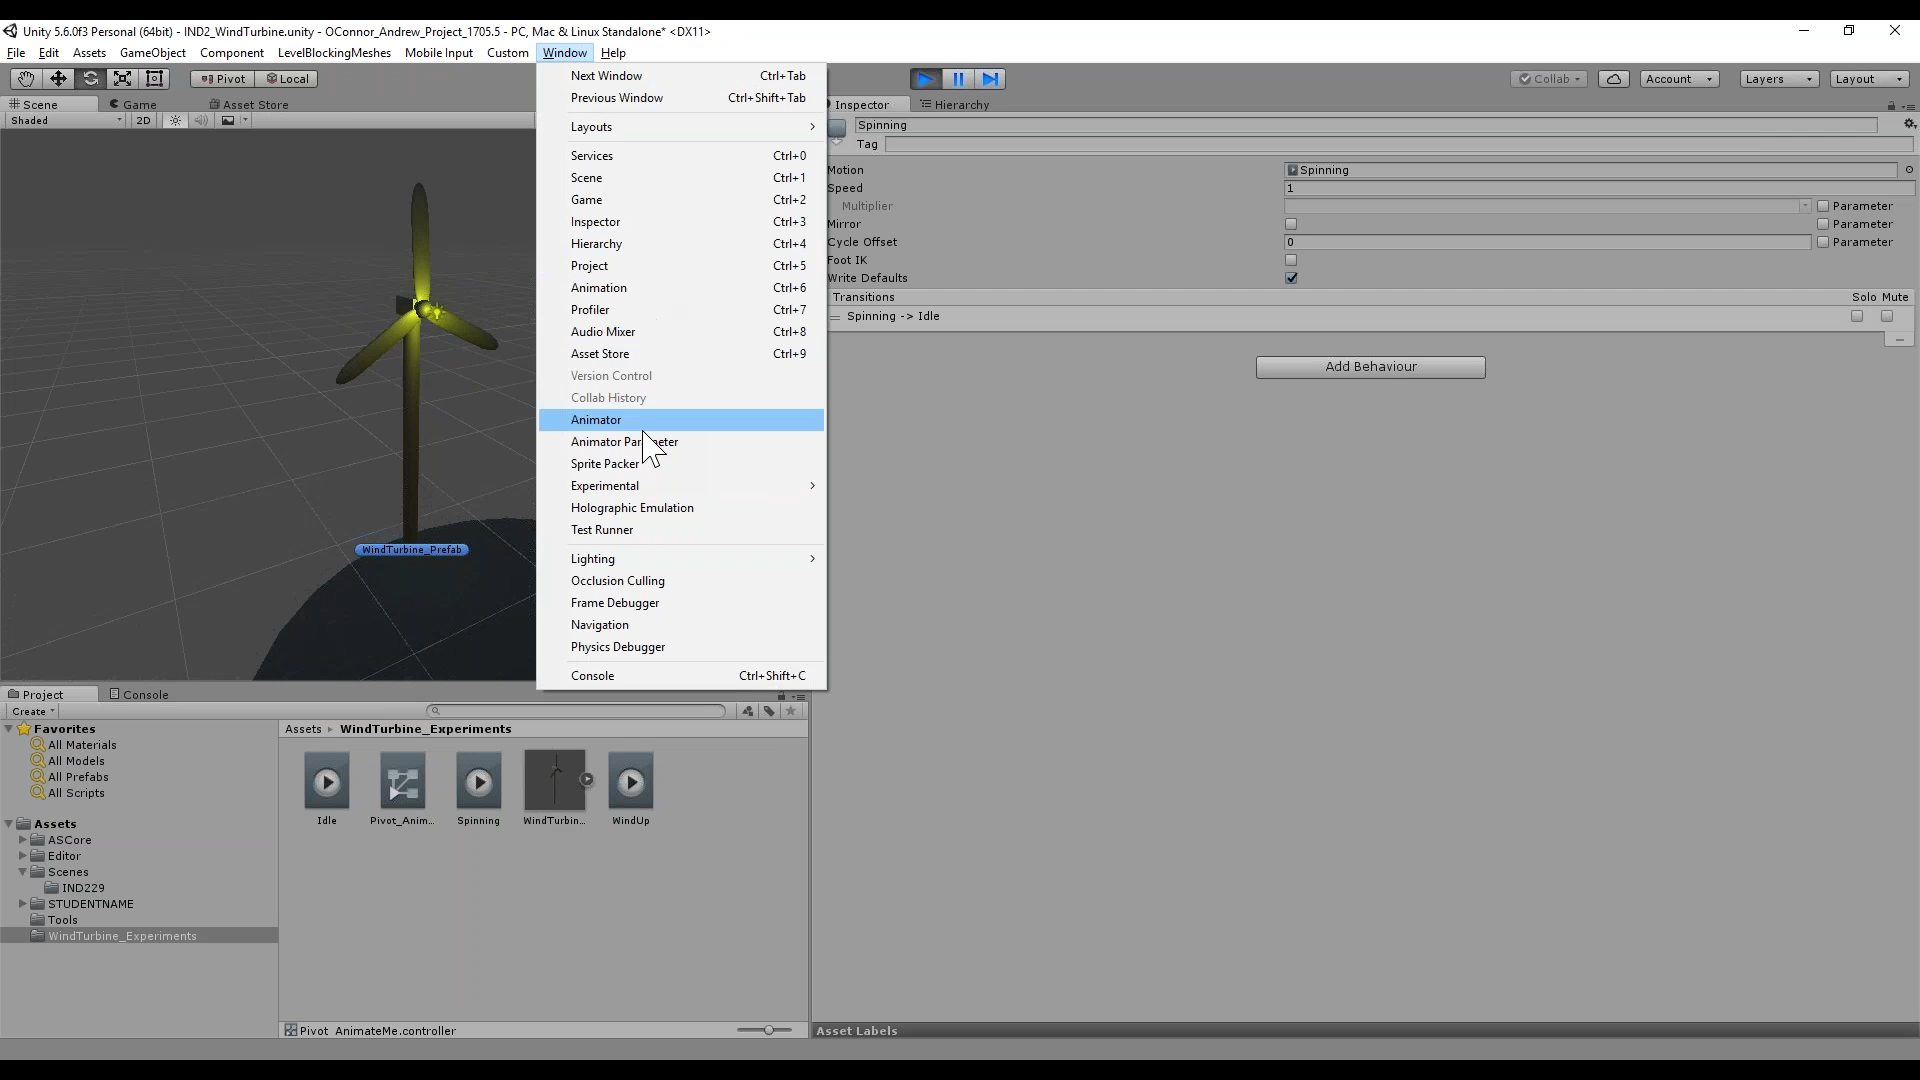 Unity 5.6.0f3 Personal (64bit) - IND2_WindTurbine.unity - OConnor_Andrew_Project_1705.5 - PC, Mac & Linux Standalone* <DX11>
File Edit Assets GameObject Component LevelBlockingMeshes Mobile Input Custom Window Help
Pivot Local Collab Account Layers Layout
Scene Game Asset Store
Shaded 2D
Next Window Ctrl+Tab
Previous Window Ctrl+Shift+Tab
Layouts
Services Ctrl+0
Scene Ctrl+1
Game Ctrl+2
Inspector Ctrl+3
Hierarchy Ctrl+4
Project Ctrl+5
Animation Ctrl+6
Profiler Ctrl+7
Audio Mixer Ctrl+8
Asset Store Ctrl+9
Version Control
Collab History
Animator
Animator Parameter
Sprite Packer
Experimental
Holographic Emulation
Test Runner
Lighting
Occlusion Culling
Frame Debugger
Navigation
Physics Debugger
Console Ctrl+Shift+C
WindTurbine_Prefab
Inspector Hierarchy
Spinning
Tag
Motion Spinning
Speed 1
Multiplier Parameter
Mirror Parameter
Cycle Offset 0 Parameter
Foot IK
Write Defaults
Transitions Solo Mute
Spinning -> Idle
Add Behaviour
Project Console
Create
Favorites
All Materials
All Models
All Prefabs
All Scripts
Assets
ASCore
Editor
Scenes
IND229
STUDENTNAME
Tools
WindTurbine_Experiments
Assets WindTurbine_Experiments
Idle Pivot_Anim... Spinning WindTurbin... WindUp
Pivot_AnimateMe.controller
Asset Labels